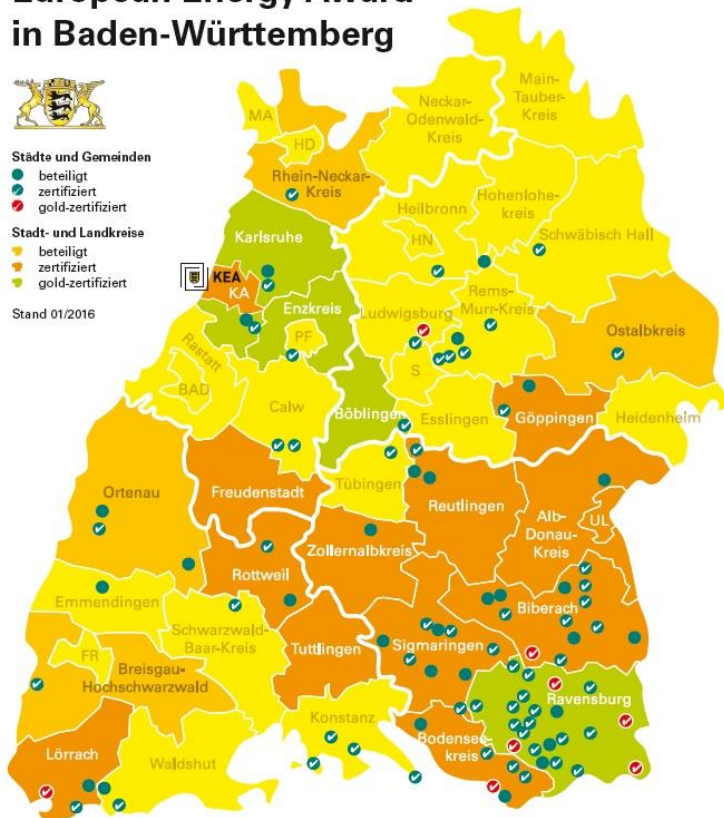 European Energy Award
in Baden-Württemberg
Städte und Gemeinden
beteiligt
zertifiziert
gold-zertifiziert
Stadt- und Landkreise
beteiligt
zertifiziert
gold-zertifiziert
Stand 01/2016
Main-
Tauber-
Kreis
Neckar-
Odenwald-
Kreis
MA
HD
Rhein-Neckar-
Kreis
Hohenlohe-
kreis
Heilbronn
HN
Schwäbisch Hall
Karlsruhe
KEA
KA
Enzkreis
PF
Ludwigsburg
Rems-
Murr-Kreis
Ostalbkreis
Rastatt
BAD
Calw
S
Böblingen
Esslingen
Göppingen
Heidenheim
Ortenau
Freudenstadt
Tübingen
Reutlingen
Alb-
Donau-
Kreis
UL
Zollernalbkreis
Rottweil
Emmendingen
Biberach
Schwarzwald-
Baar-Kreis
Tuttlingen
Sigmaringen
FR
Breisgau-
Hochschwarzwald
Ravensburg
Konstanz
Bodensee-
kreis
Lörrach
Waldshut